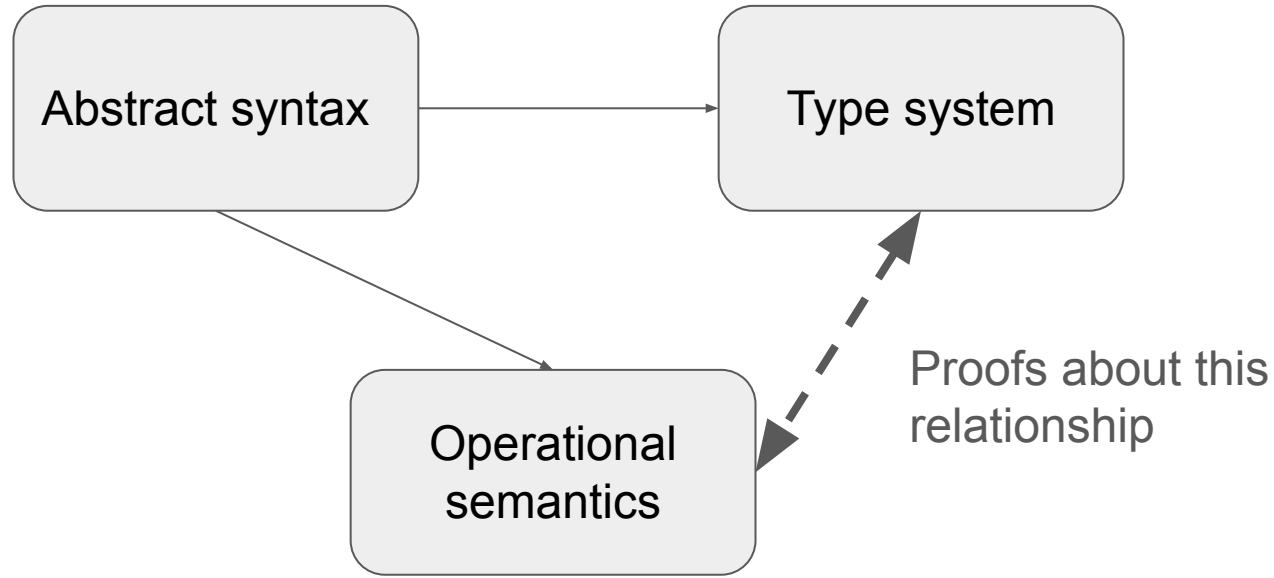 Abstract syntax
Type system
Proofs about this
relationship
Operational
semantics